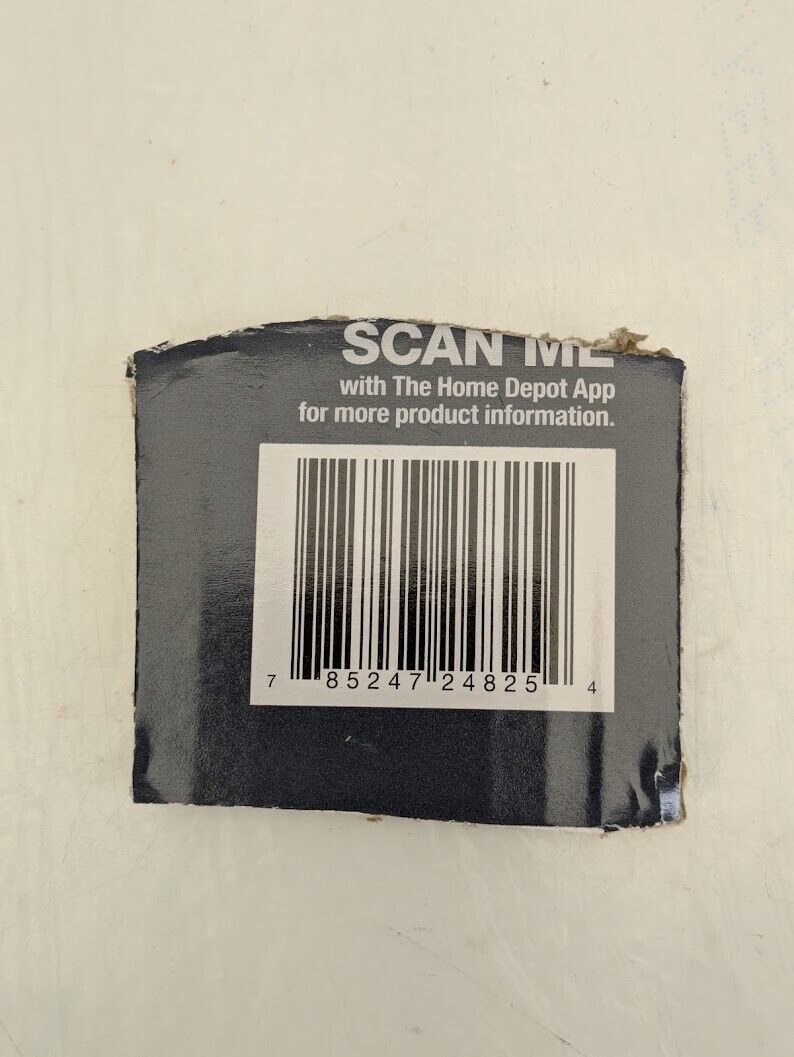 SCAN ME
with The Home Depot App
for more product information.
7 85247 24825 4